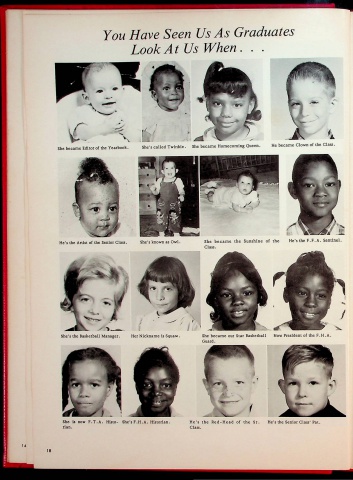 You Have Seen Us As Graduates
Look At Us When . . .
She became Editor of the Yearbook.
She's called Twinkie.
She became Homecoming Queen.
He became Clown of the Class.
He's the Artist of the Senior Class.
She's known as Owl.
She became the Sunshine of the
Class.
He's the F.F.A. Sentinel.
She's the Basketball Manager.
Her Nickname is Squaw.
She became our Star Basketball
Guard.
New President of the F.H.A.
She is now F.T.A. Histo-
rian.
She's F.H.A. Historian.
He's the Red-Head of the Sr.
Class.
He's the Senior Class'
18